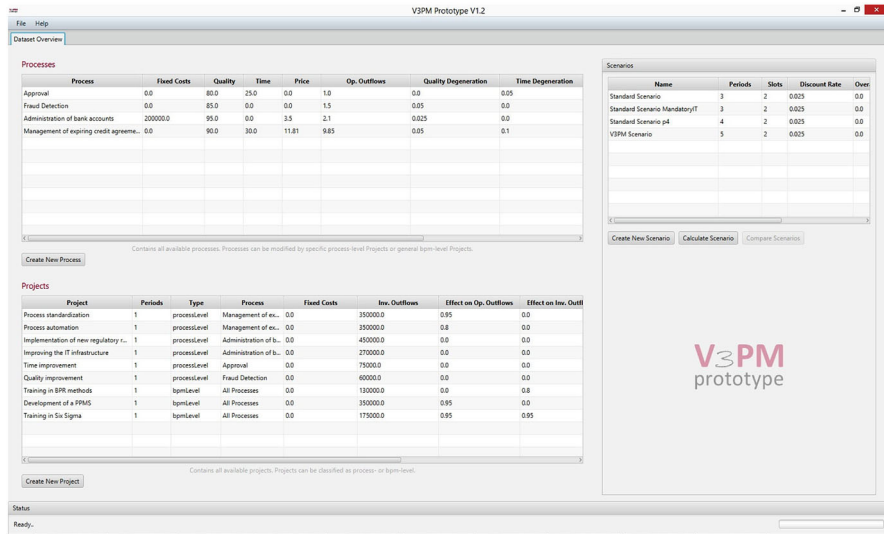 V3PM Prototype V1.2
File Help
Dataset Overview
Processes
Process Fixed Costs Quality Time Price Op. Outflows Quality Degeneration Time Degeneration
Approval 0.0 80.0 25.0 0.0 1.0 0.0 0.05
Fraud Detection 0.0 85.0 0.0 0.0 1.5 0.05 0.0
Administration of bank accounts 200000.0 95.0 0.0 3.5 2.1 0.025 0.0
Management of expiring credit agreeme... 0.0 90.0 30.0 11.81 9.85 0.05 0.1
Contains all available processes. Processes can be modified by specific process-level Projects or general bpm-level Projects.
Create New Process
Projects
Project Periods Type Process Fixed Costs Inv. Outflows Effect on Op. Outflows Effect on Inv. Outfl
Process standardization 1 processLevel Management of ex... 0.0 350000.0 0.95 0.0
Process automation 1 processLevel Management of ex... 0.0 350000.0 0.8 0.0
Implementation of new regulatory r... 1 processLevel Administration of b... 0.0 450000.0 0.0 0.0
Improving the IT infrastructure 1 processLevel Administration of b... 0.0 270000.0 0.0 0.0
Time improvement 1 processLevel Approval 0.0 75000.0 0.0 0.0
Quality improvement 1 processLevel Fraud Detection 0.0 60000.0 0.0 0.0
Training in BPR methods 1 bpmLevel All Processes 0.0 130000.0 0.0 0.8
Development of a PPMS 1 bpmLevel All Processes 0.0 350000.0 0.95 0.0
Training in Six Sigma 1 bpmLevel All Processes 0.0 175000.0 0.95 0.95
Contains all available projects. Projects can be classified as process- or bpm-level.
Create New Project
Scenarios
Name Periods Slots Discount Rate Over
Standard Scenario 3 2 0.025 0.0
Standard Scenario MandatoryIT 3 2 0.025 0.0
Standard Scenario p4 4 2 0.025 0.0
V3PM Scenario 5 2 0.025 0.0
Create New Scenario Calculate Scenario Compare Scenarios
V3PM
prototype
Status
Ready..